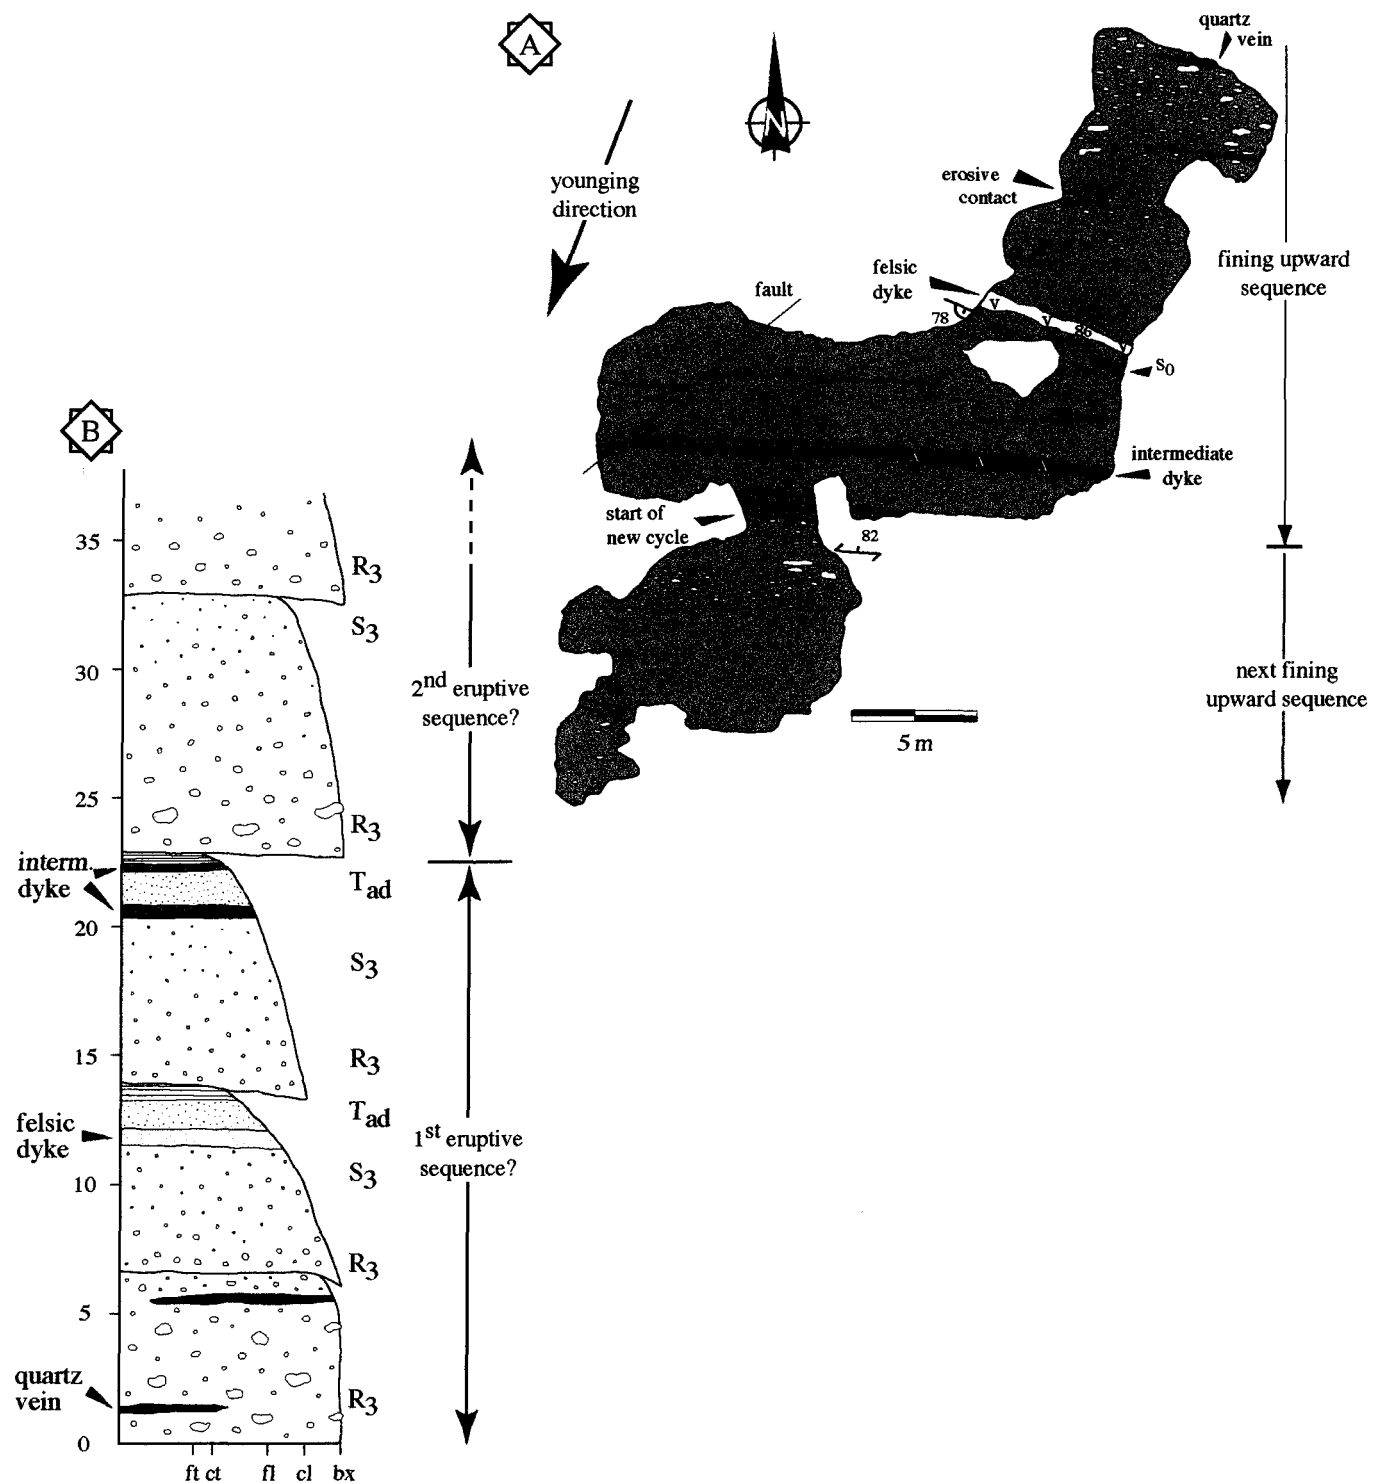 A
N
younging
direction
quartz
vein
erosive
contact
felsic
dyke
fault
78
v
v
86
v
S0
fining upward
sequence
intermediate
dyke
start of
new cycle
82
5 m
next fining
upward sequence
B
35
30
25
20
15
10
5
0
R3
S3
R3
Tad
S3
R3
Tad
S3
R3
R3
interm.
dyke
felsic
dyke
quartz
vein
2nd eruptive
sequence?
1st eruptive
sequence?
ft ct fl cl bx